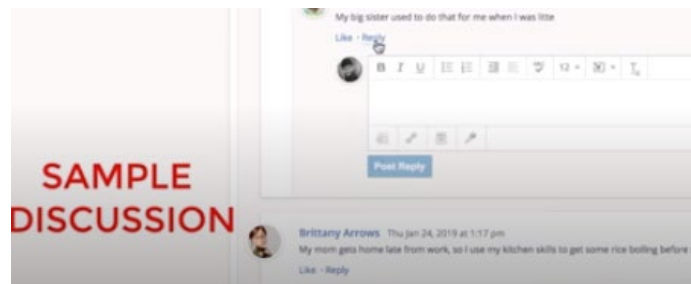 My big sister used to do that for me when I was litte
Like · Reply
B I U 12
Post Reply
SAMPLE
DISCUSSION
Brittany Arrows Thu Jan 24, 2019 at 1:17 pm
My mom gets home late from work, so I use my kitchen skills to get some rice boiling before
Like · Reply